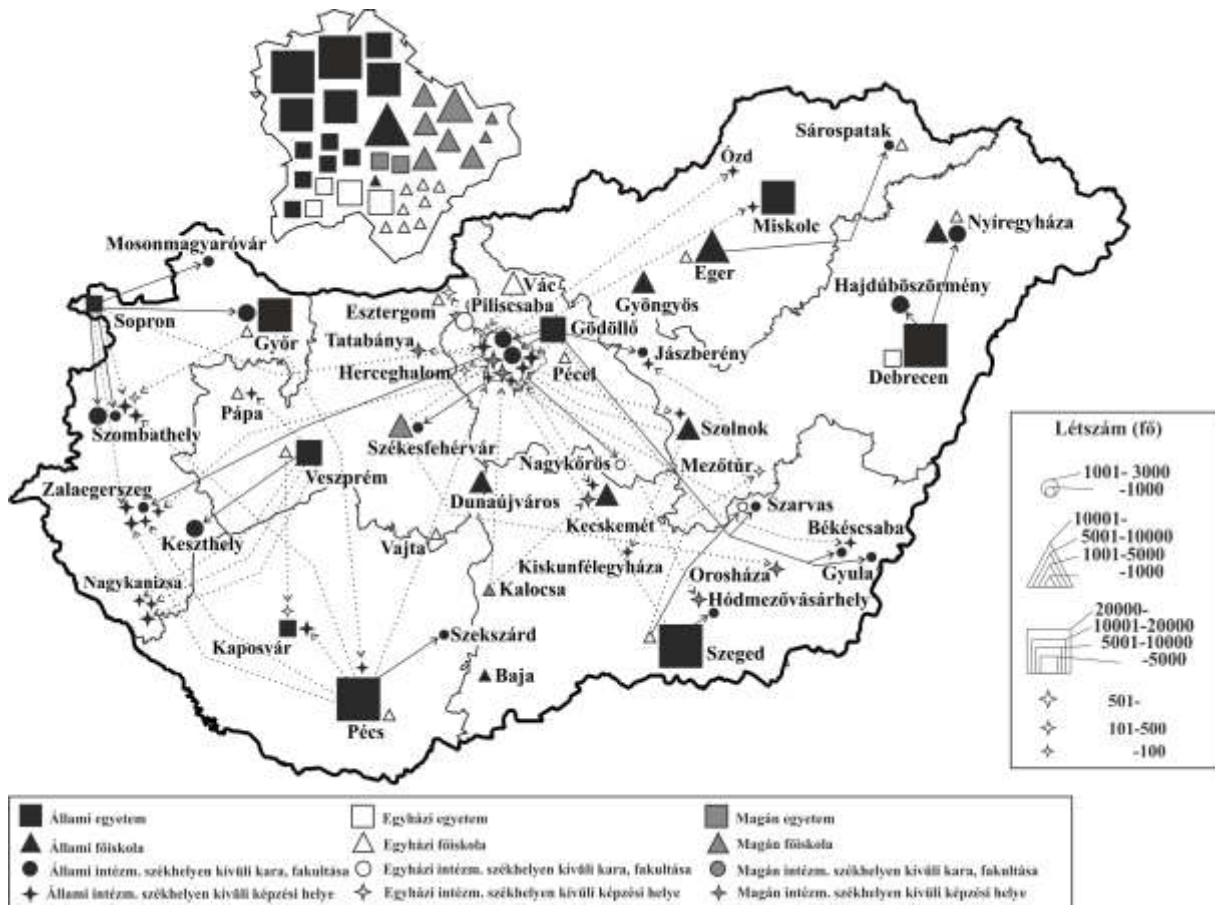 Sárospatak
Ózd
Miskolc
Mosonmagyaróvár
Nyíregyháza
Eger
Vác
Esztergom
Piliscsaba
Gyöngyös
Hajdúböszörmény
Sopron
Győr
Tatabánya
Gödöllő
Herceghalom
Jászberény
Pécel
Debrecen
Pápa
Szombathely
Székesfehérvár
Szolnok
Veszprém
Nagykőrös
Mezőtúr
Zalaegerszeg
Dunaújváros
Kecskemét
Szarvas
Keszthely
Békéscsaba
Vajta
Kiskunfélegyháza
Gyula
Orosháza
Nagykanizsa
Kalocsa
Hódmezővásárhely
Kaposvár
Szekszárd
Szeged
Baja
Pécs
Létszám (fő)
1001- 3000
-1000
10001-
5001-10000
1001-5000
-1000
20000-
10001-20000
5001-10000
-5000
501-
101-500
-100
Állami egyetem
Egyházi egyetem
Magán egyetem
Állami főiskola
Egyházi főiskola
Magán főiskola
Állami intézm. székhelyen kívüli kara, fakultása
Egyházi intézm. székhelyen kívüli kara, fakultása
Magán intézm. székhelyen kívüli kara, fakultása
Állami intézm. székhelyen kívüli képzési helye
Egyházi intézm. székhelyen kívüli képzési helye
Magán intézm. székhelyen kívüli képzési helye